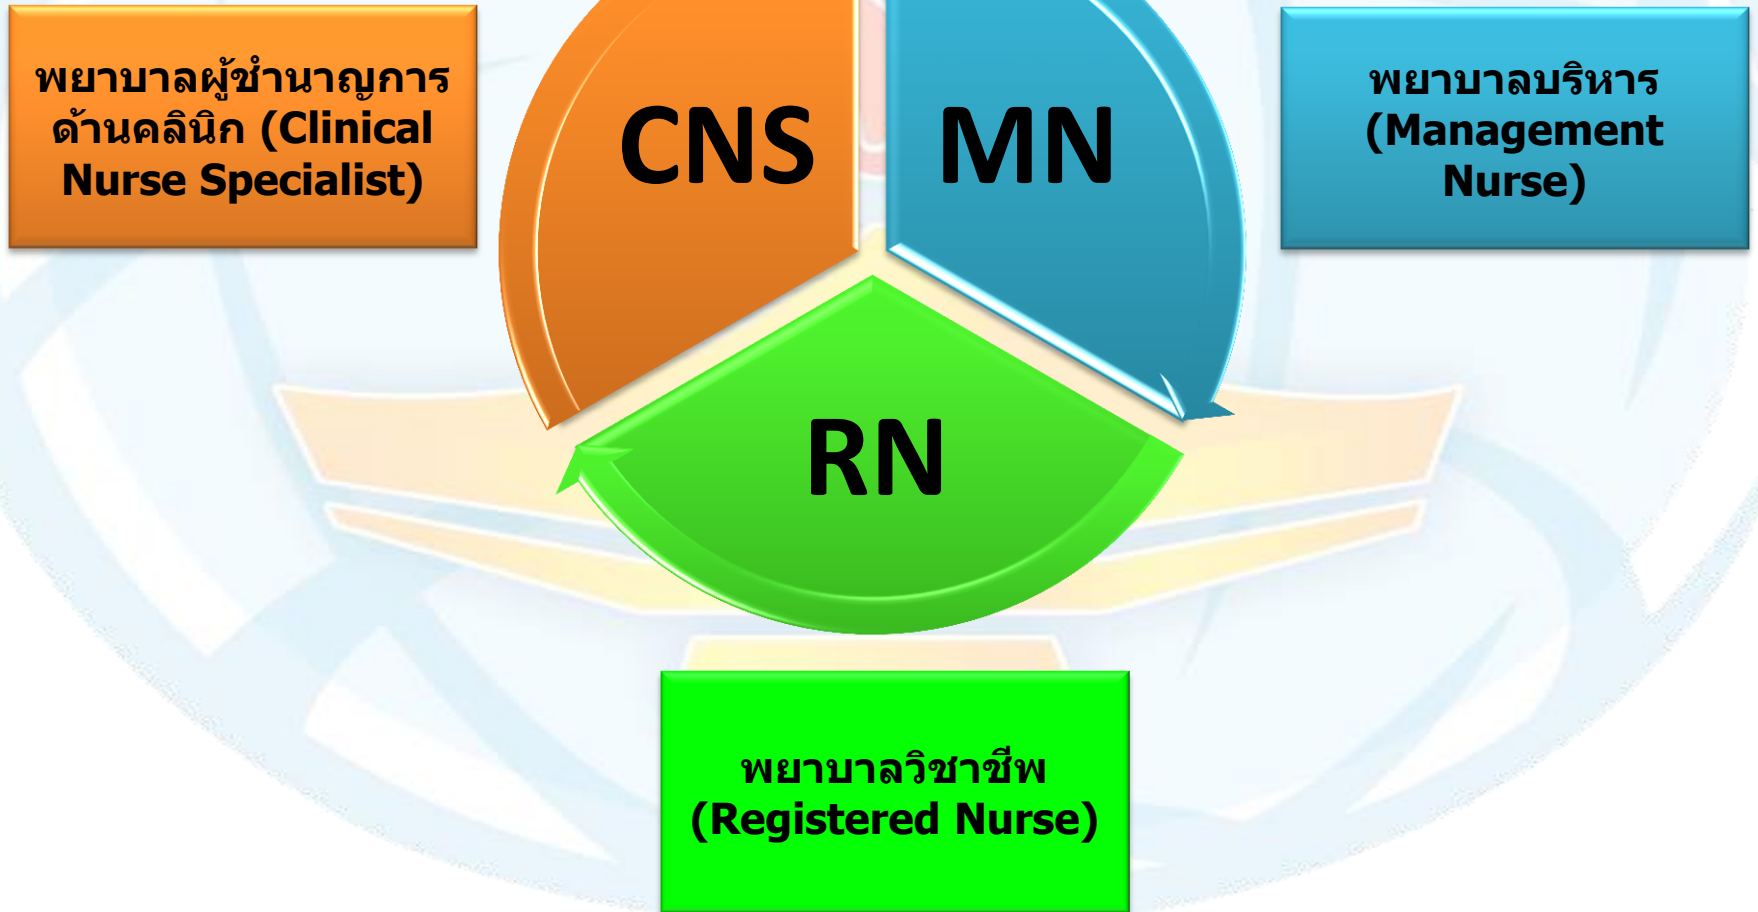 พยาบาลผู้ชำนาญการ
ด้านคลินิก (Clinical
Nurse Specialist)
CNS
MN
พยาบาลบริหาร
(Management
Nurse)
RN
พยาบาลวิชาชีพ
(Registered Nurse)